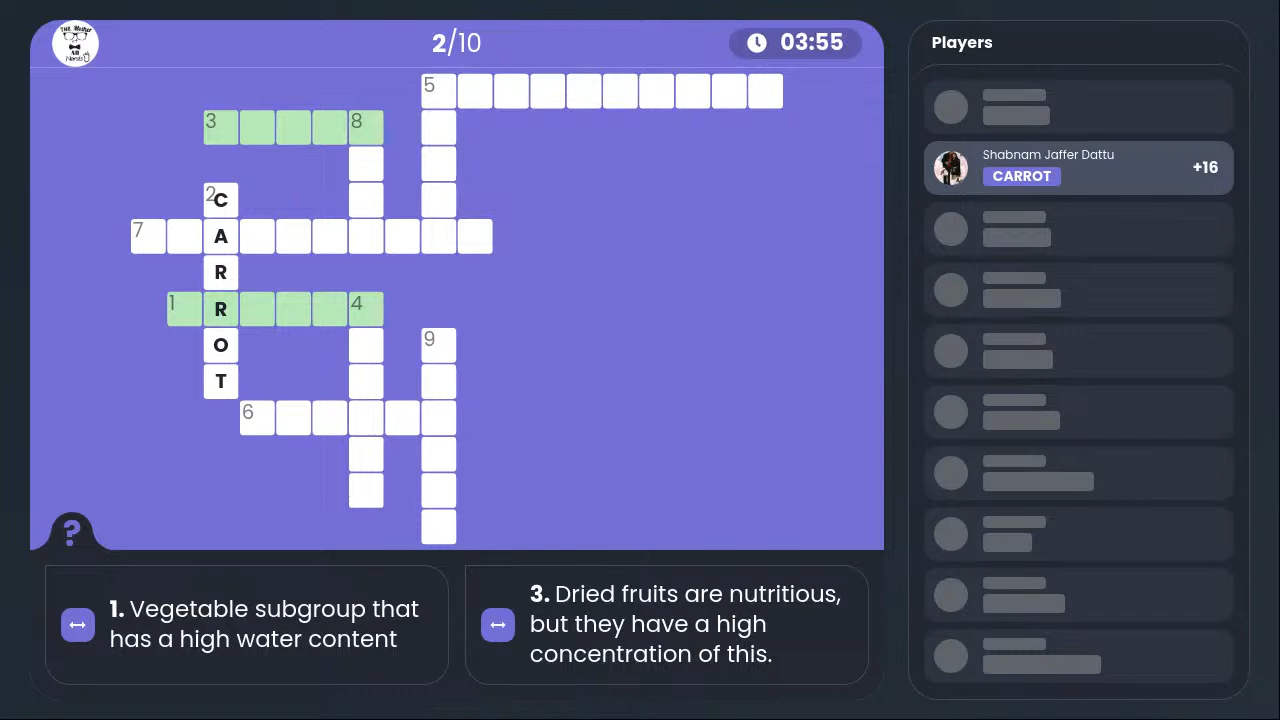 2/10
03:55
Players
5
3
8
Shabnam Jaffer Dattu
CARROT
+16
2
C
7
A
R
1
R
4
O
9
T
6
?
1. Vegetable subgroup that
has a high water content
3. Dried fruits are nutritious,
but they have a high
concentration of this.